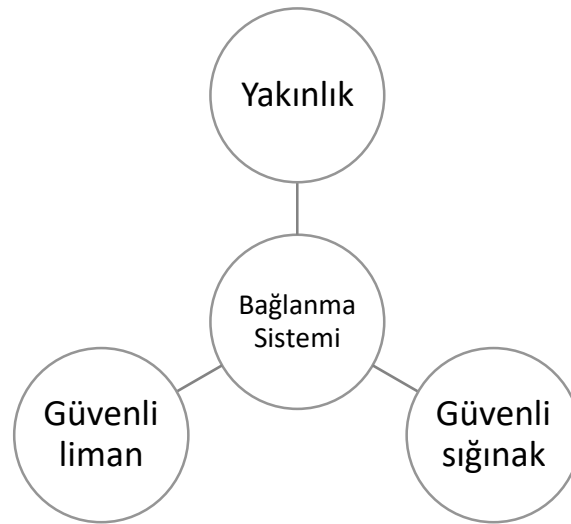 Yakınlık
Bağlanma
Sistemi
Güvenli
liman
Güvenli
sığınak